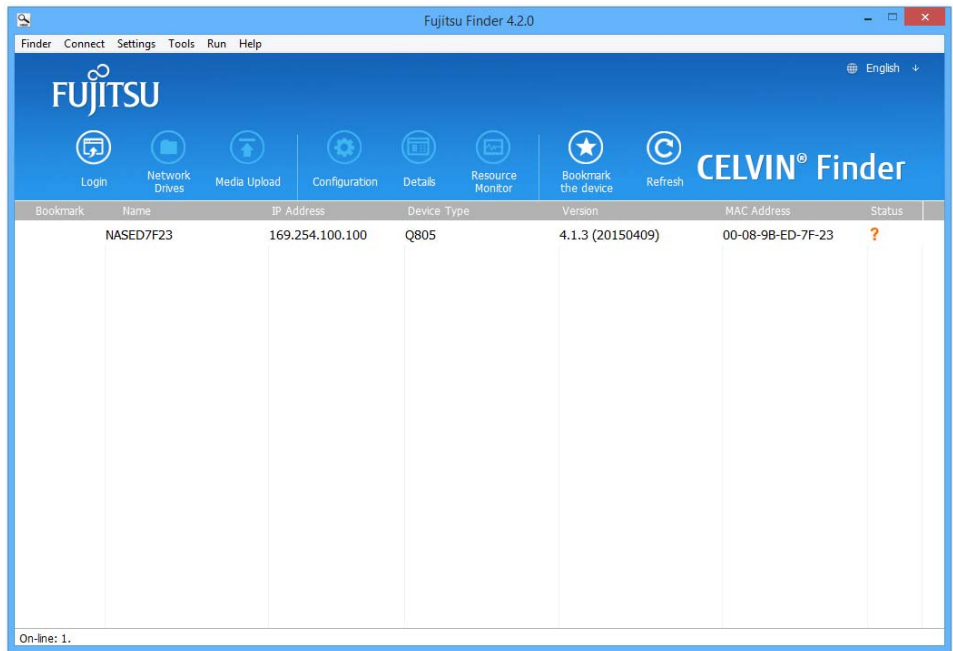 Fujitsu Finder 4.2.0
Finder Connect Settings Tools Run Help
English
FUJITSU
Login
Network Drives
Media Upload
Configuration
Details
Resource Monitor
Bookmark the device
Refresh
CELVIN® Finder
Bookmark Name IP Address Device Type Version MAC Address Status
NASED7F23 169.254.100.100 Q805 4.1.3 (20150409) 00-08-9B-ED-7F-23 ?
On-line: 1.